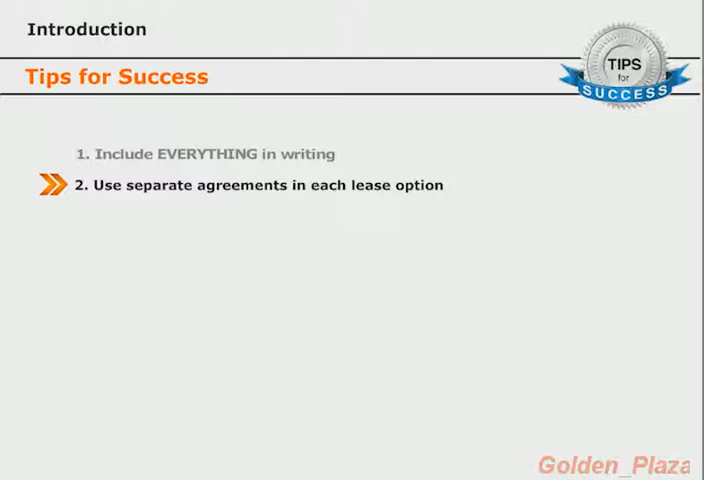 Introduction
Tips for Success
TIPS
for
SUCCESS
1. Include EVERYTHING in writing
2. Use separate agreements in each lease option
Golden_Plaza